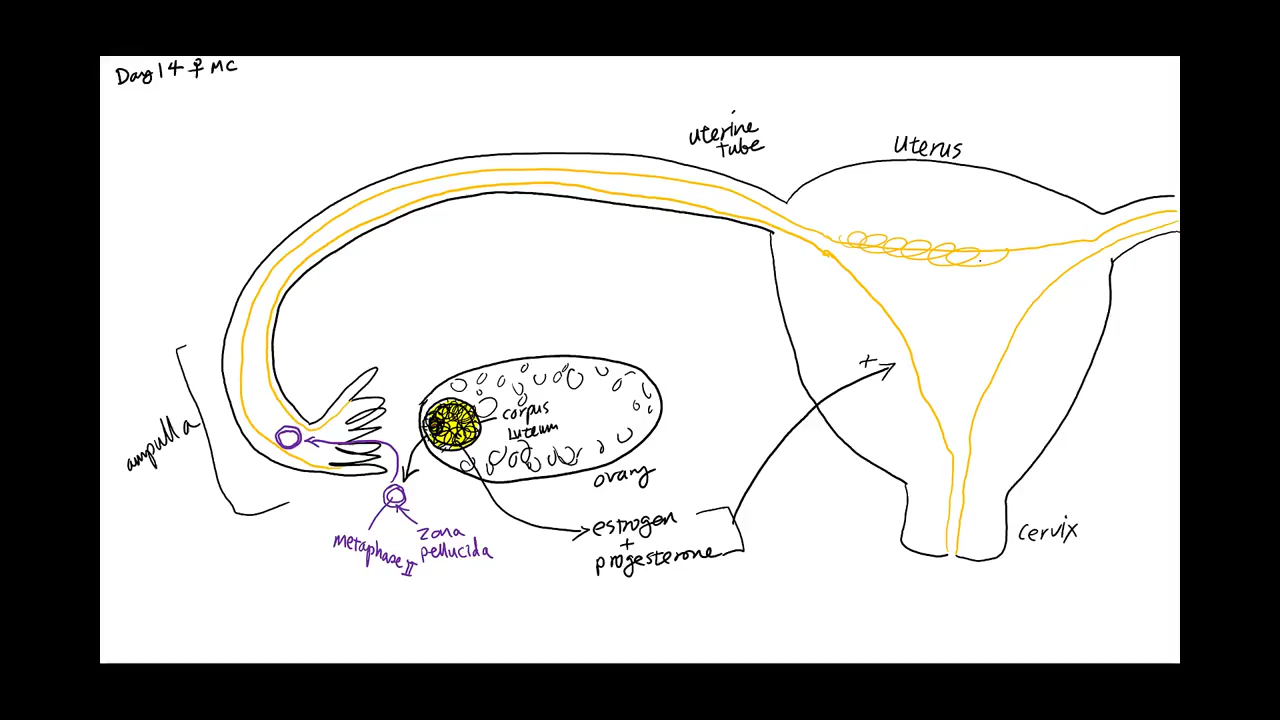 Day 14 ♀ MC
uterine
tube
Uterus
ampulla
corpus
luteum
ovary
metaphase II
zona
pellucida
estrogen
+
progesterone
+
cervix